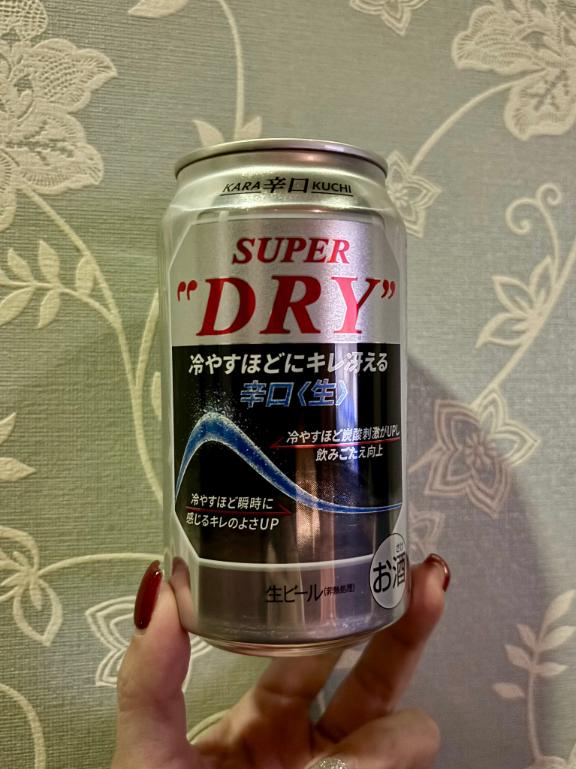 KARA 辛口 KUCHI
SUPER
“DRY”
冷やすほどにキレ冴える
辛口〈生〉
冷やすほど炭酸刺激がUPし
飲みごたえ向上
冷やすほど瞬時に
感じるキレのよさUP
さけ
お酒
生ビール(非熱処理)